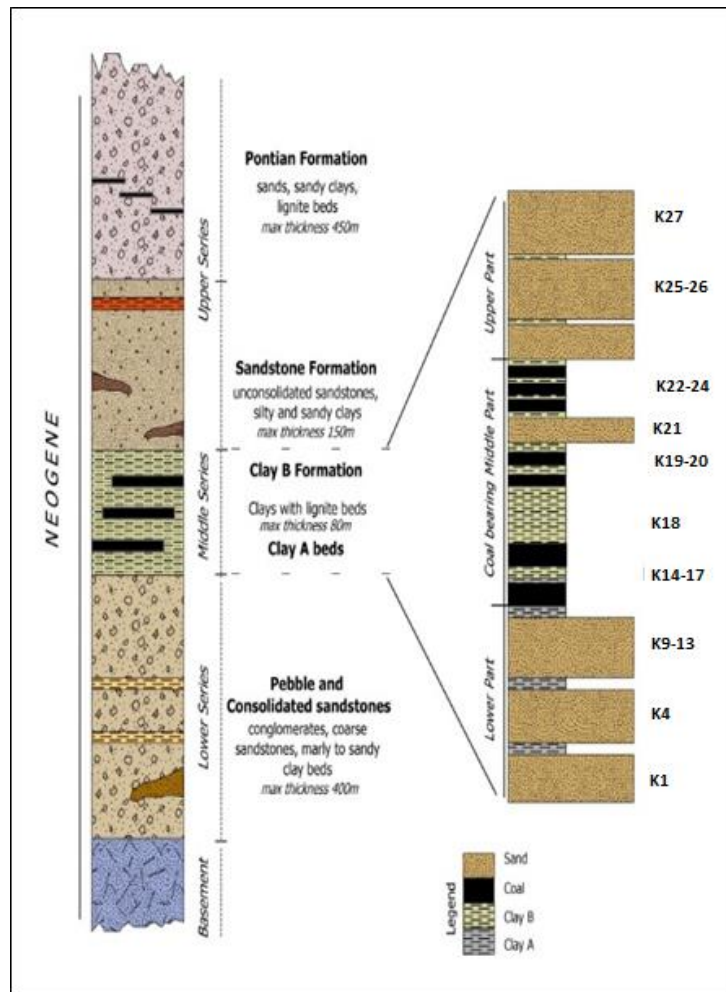 NEOGENE
Upper Series
Middle Series
Lower Series
Basement
Pontian Formation
sands, sandy clays,
lignite beds
max thickness 450m
Sandstone Formation
unconsolidated sandstones,
silty and sandy clays
max thickness 150m
Clay B Formation
Clays with lignite beds
max thickness 80m
Clay A beds
Pebble and
Consolidated sandstones
conglomerates, coarse
sandstones, marly to sandy
clay beds
max thickness 400m
Upper Part
Coal bearing Middle Part
Lower Part
K27
K25-26
K22-24
K21
K19-20
K18
K14-17
K9-13
K4
K1
Legend
Sand
Coal
Clay B
Clay A